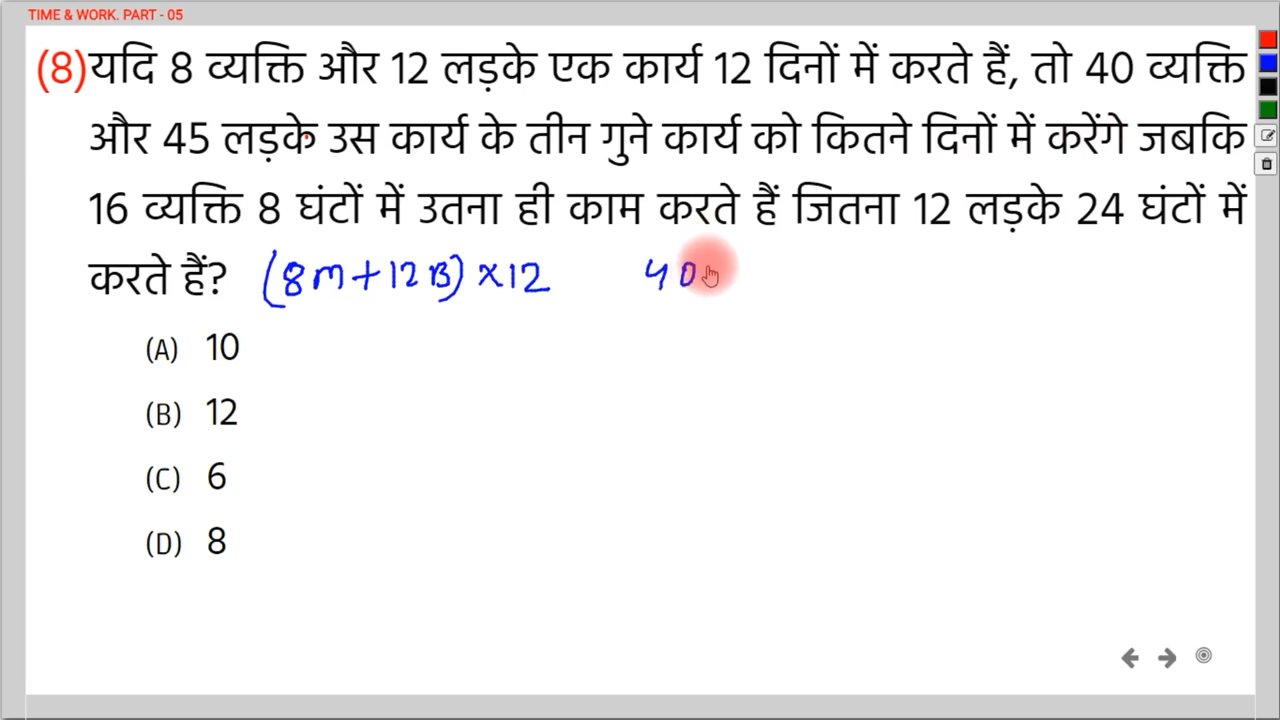 TIME & WORK. PART - 05
(8)यदि 8 व्यक्ति और 12 लड़के एक कार्य 12 दिनों में करते हैं, तो 40 व्यक्ति
और 45 लड़के उस कार्य के तीन गुने कार्य को कितने दिनों में करेंगे जबकि
16 व्यक्ति 8 घंटों में उतना ही काम करते हैं जितना 12 लड़के 24 घंटों में
करते हैं? (8m+12B)×12 40
(A) 10
(B) 12
(C) 6
(D) 8